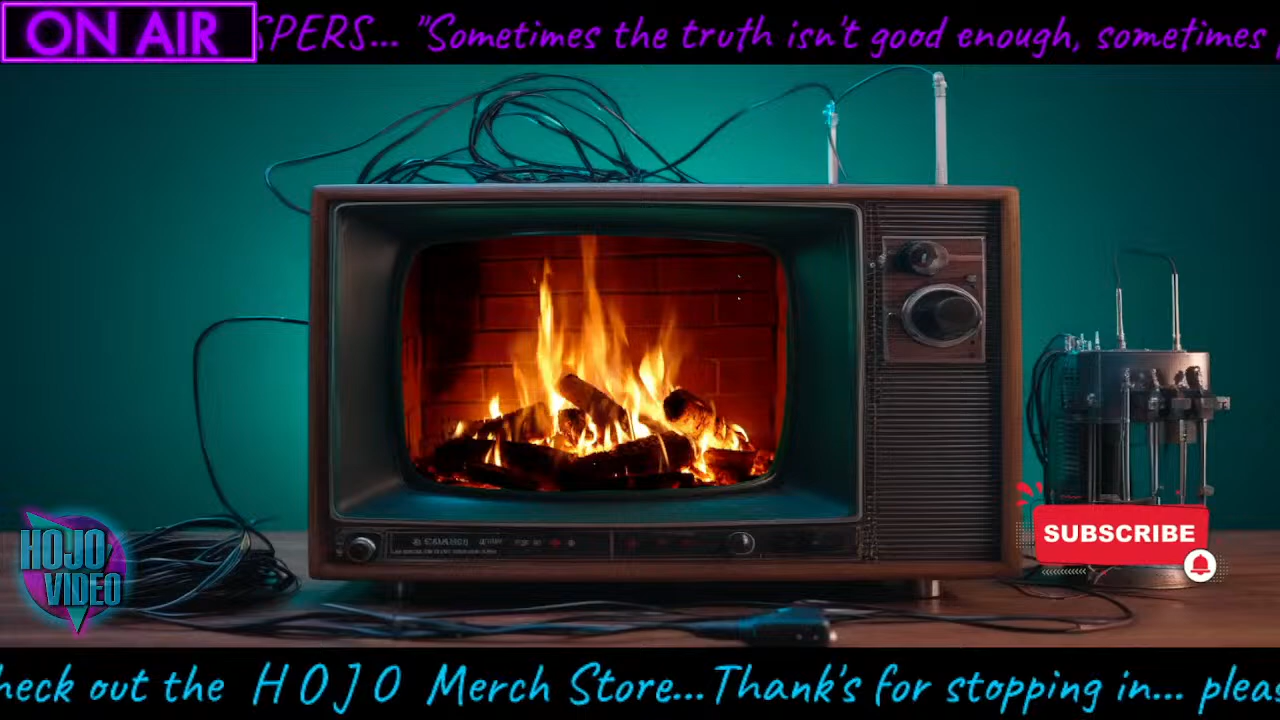 ON AIR
SPERS... "Sometimes the truth isn't good enough, sometimes
HOJO
VIDEO
SUBSCRIBE
heck out the HOJO Merch Store...Thank's for stopping in... pleas